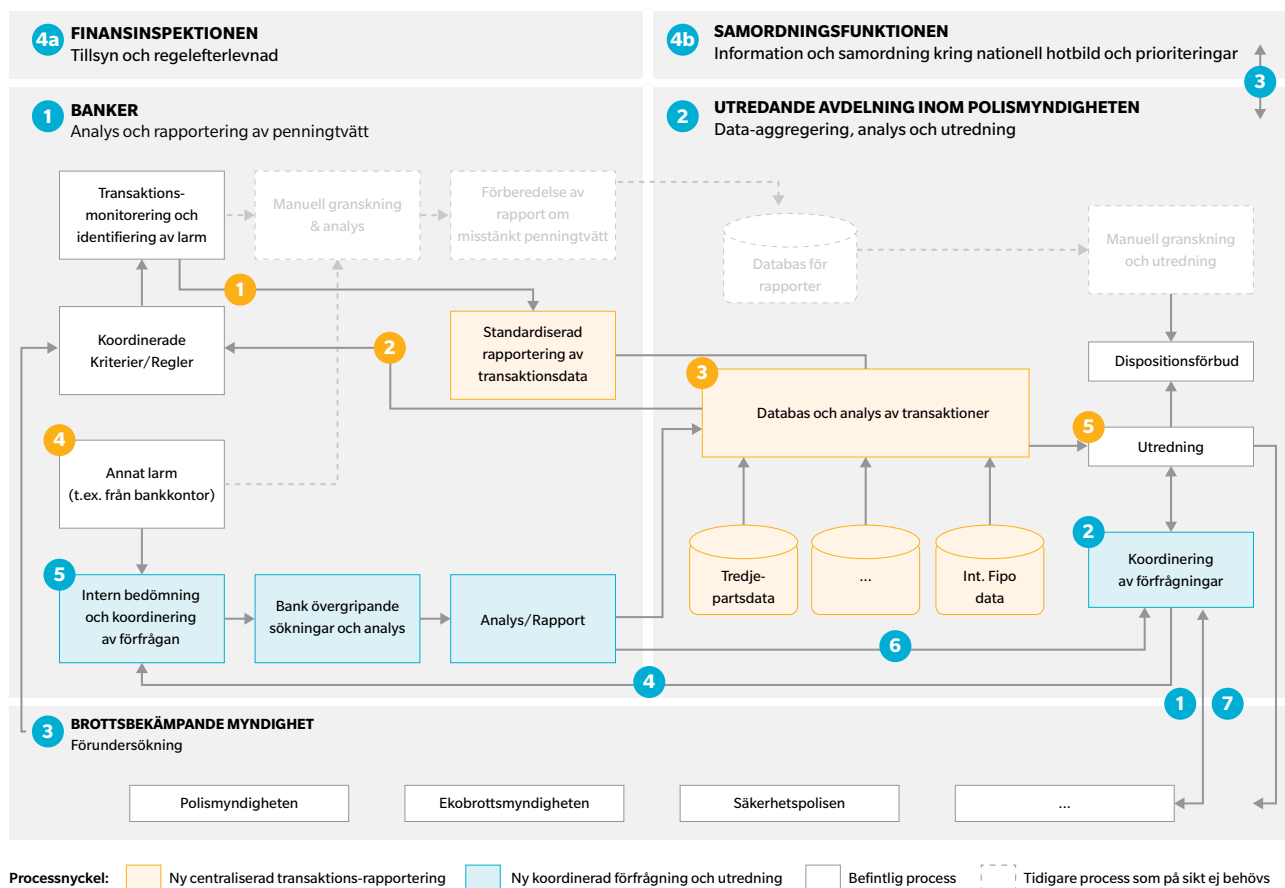 4a
FINANSINSPEKTIONEN
Tillsyn och regelefterlevnad
4b
SAMORDNINGSFUNKTIONEN
Information och samordning kring nationell hotbild och prioriteringar
3
1
BANKER
Analys och rapportering av penningtvätt
2
UTREDANDE AVDELNING INOM POLISMYNDIGHETEN
Data-aggregering, analys och utredning
Transaktions-
monitorering och
identifiering av larm
Manuell granskning
& analys
Förberedelse av
rapport om
misstänkt penningtvätt
Databas för
rapporter
Manuell granskning
och utredning
1
Koordinerade
Kriterier/Regler
2
Standardiserad
rapportering av
transaktionsdata
3
Databas och analys av transaktioner
Dispositionsförbud
4
Annat larm
(t.ex. från bankkontor)
5
Utredning
Tredje-
partsdata
...
Int. Fipo
data
2
Koordinering
av förfrågningar
5
Intern bedömning
och koordinering
av förfrågan
Bank övergripande
sökningar och analys
Analys/Rapport
6
4
1
7
3
BROTTSBEKÄMPANDE MYNDIGHET
Förundersökning
Polismyndigheten
Ekobrottsmyndigheten
Säkerhetspolisen
...
Processnyckel:
Ny centraliserad transaktions-rapportering
Ny koordinerad förfrågning och utredning
Befintlig process
Tidigare process som på sikt ej behövs